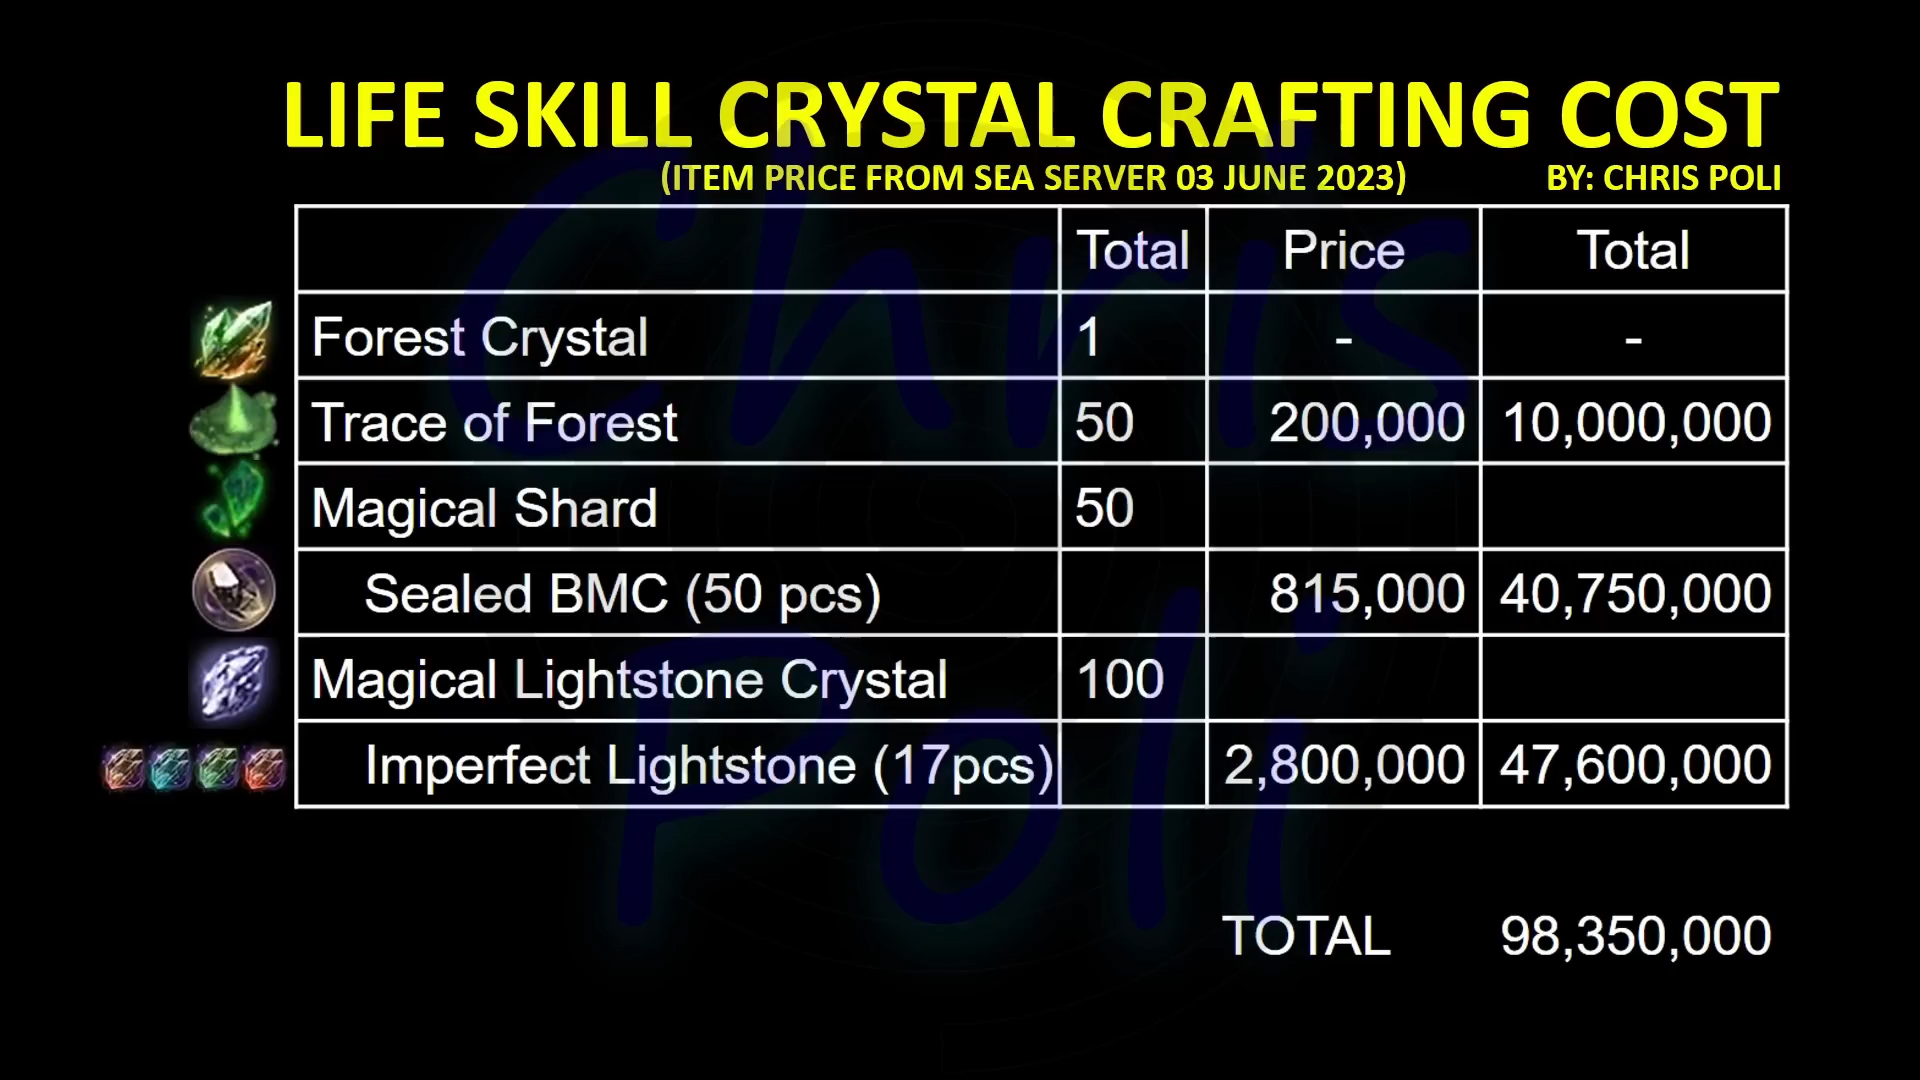 LIFE SKILL CRYSTAL CRAFTING COST
(ITEM PRICE FROM SEA SERVER 03 JUNE 2023) BY: CHRIS POLI
Total Price Total
Forest Crystal 1 - -
Trace of Forest 50 200,000 10,000,000
Magical Shard 50
Sealed BMC (50 pcs) 815,000 40,750,000
Magical Lightstone Crystal 100
Imperfect Lightstone (17pcs) 2,800,000 47,600,000
TOTAL 98,350,000
Chris
Poli